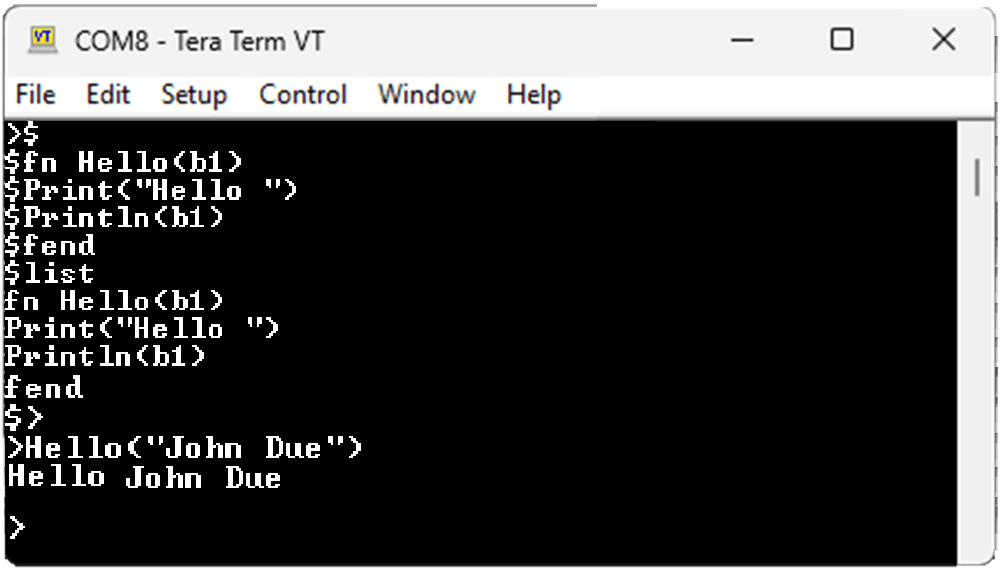 VT COM8 - Tera Term VT
File Edit Setup Control Window Help
>$
$fn Hello(b1)
$Print("Hello ")
$Println(b1)
$fend
$list
fn Hello(b1)
Print("Hello ")
Println(b1)
fend
$>
>Hello("John Due")
Hello John Due
>